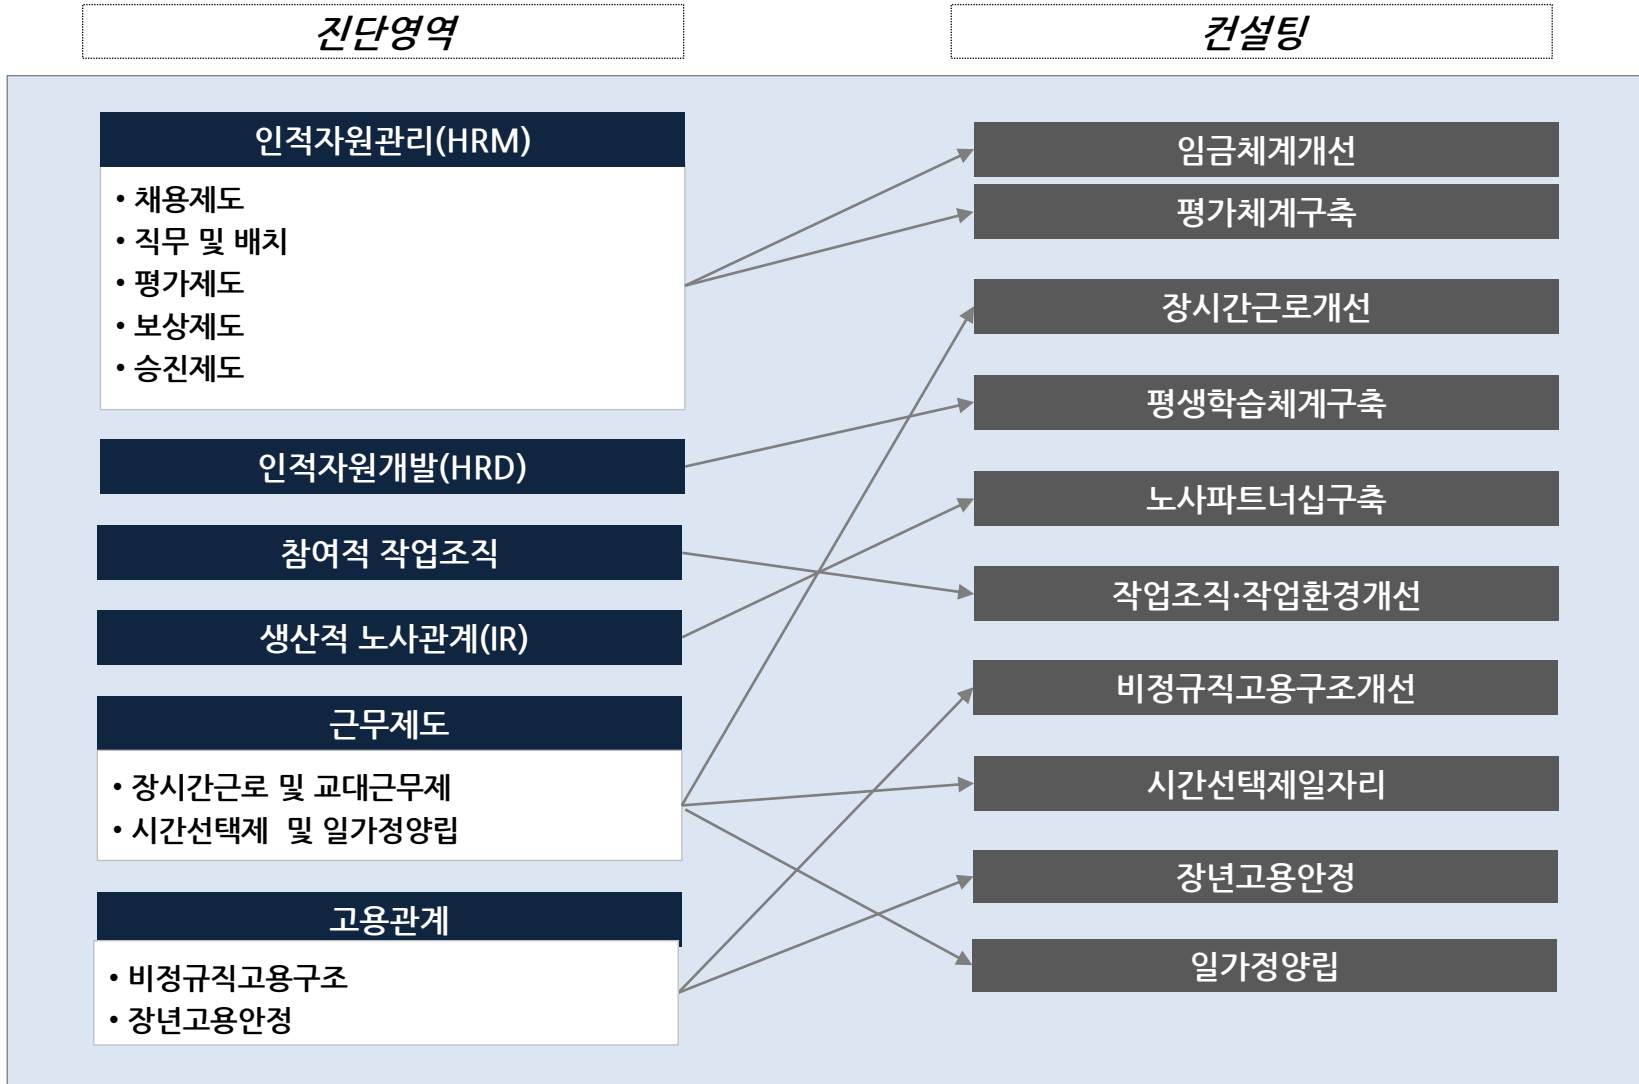 진단영역
컨설팅
인적자원관리(HRM)
• 채용제도
• 직무 및 배치
• 평가제도
• 보상제도
• 승진제도
인적자원개발(HRD)
참여적 작업조직
생산적 노사관계(IR)
근무제도
• 장시간근로 및 교대근무제
• 시간선택제 및 일가정양립
고용관계
• 비정규직고용구조
• 장년고용안정
임금체계개선
평가체계구축
장시간근로개선
평생학습체계구축
노사파트너십구축
작업조직·작업환경개선
비정규직고용구조개선
시간선택제일자리
장년고용안정
일가정양립